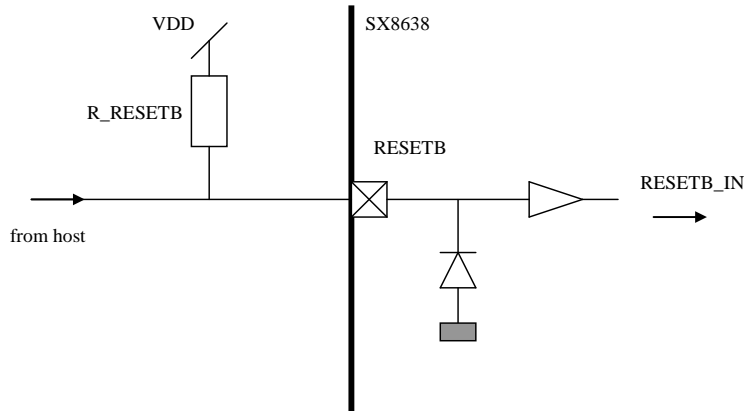 VDD
SX8638
R_RESETB
RESETB
RESETB_IN
from host